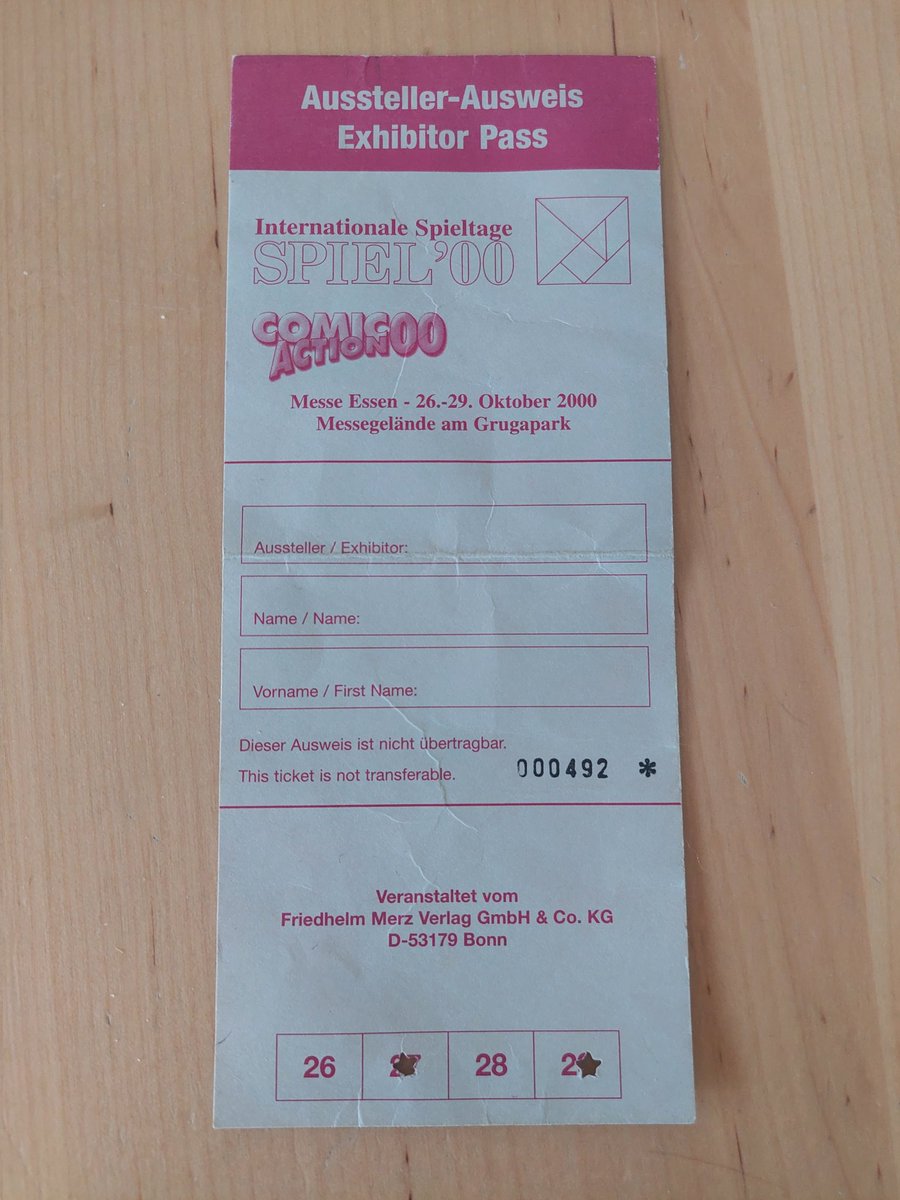 Aussteller-Ausweis
Exhibitor Pass
Internationale Spieltage
SPIEL'00
COMIC
ACTION00
Messe Essen - 26.-29. Oktober 2000
Messegelände am Grugapark
Aussteller / Exhibitor:
Name / Name:
Vorname / First Name:
Dieser Ausweis ist nicht übertragbar.
This ticket is not transferable.
000492 *
Veranstaltet vom
Friedhelm Merz Verlag GmbH & Co. KG
D-53179 Bonn
26 27 28 29